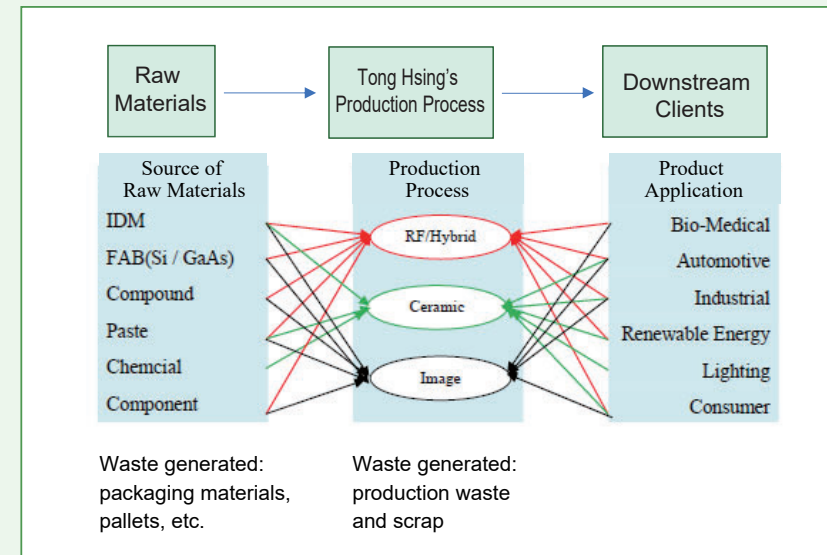 Raw
Materials
Tong Hsing's
Production Process
Downstream
Clients
Source of
Raw Materials
IDM
FAB(Si / GaAs)
Compound
Paste
Chemcial
Component
Production
Process
RF/Hybrid
Ceramic
Image
Product
Application
Bio-Medical
Automotive
Industrial
Renewable Energy
Lighting
Consumer
Waste generated:
packaging materials,
pallets, etc.
Waste generated:
production waste
and scrap